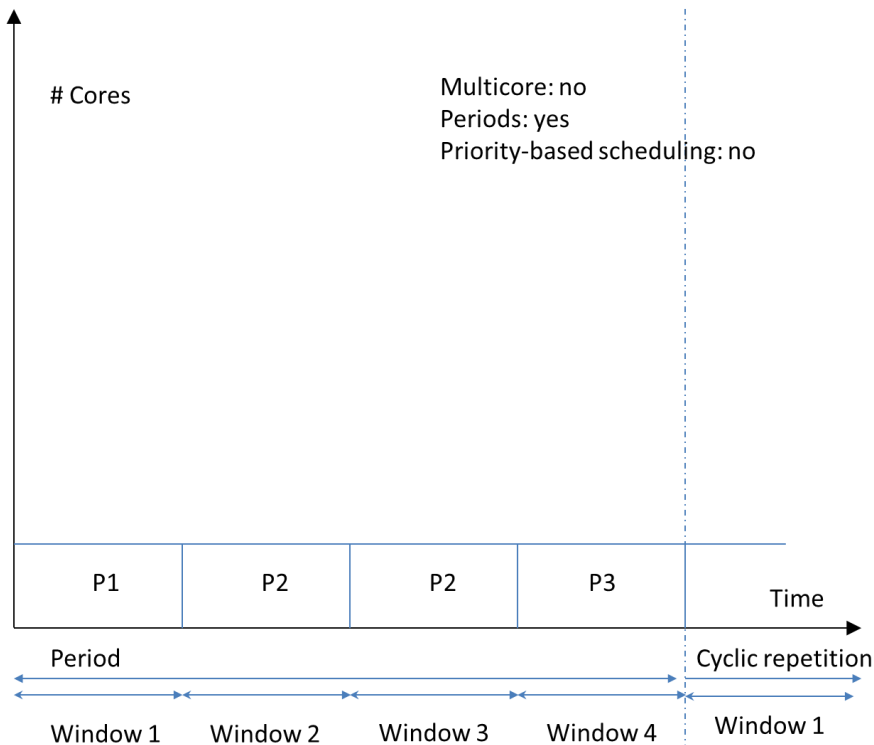 # Cores
Multicore: no
Periods: yes
Priority-based scheduling: no
P1
P2
P2
P3
Time
Period
Cyclic repetition
Window 1
Window 2
Window 3
Window 4
Window 1